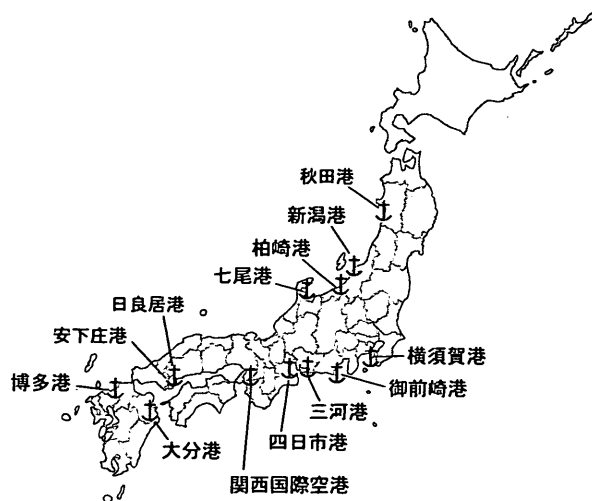 秋田港
新潟港
柏崎港
七尾港
日良居港
安下庄港
博多港
横須賀港
御前崎港
三河港
四日市港
大分港
関西国際空港